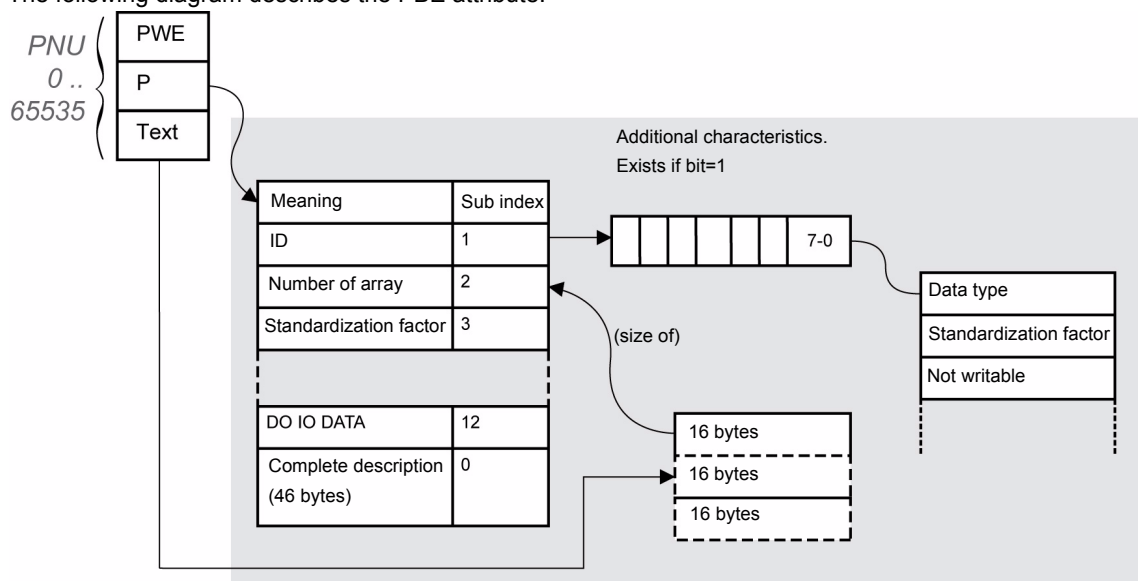 The following diagram describes the attribute.
PNU
0 ..
65535
PWE
P
Text
Additional characteristics.
Exists if bit=1
Meaning Sub index
ID 1
Number of array 2
Standardization factor 3
DO IO DATA 12
Complete description 0
(46 bytes)
7-0
(size of)
Data type
Standardization factor
Not writable
16 bytes
16 bytes
16 bytes